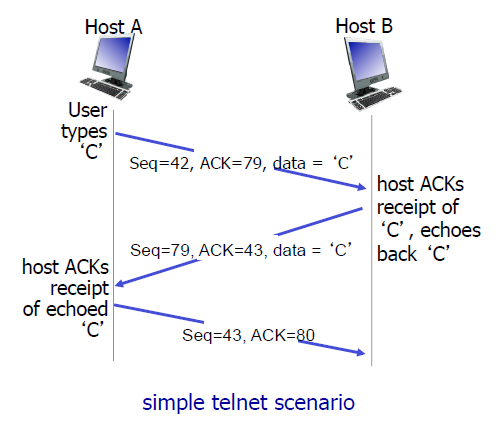 Host A
Host B
User
types
‘C’
Seq=42, ACK=79, data = ‘C’
host ACKs
receipt of
‘C’, echoes
back ‘C’
Seq=79, ACK=43, data = ‘C’
host ACKs
receipt
of echoed
‘C’
Seq=43, ACK=80
simple telnet scenario